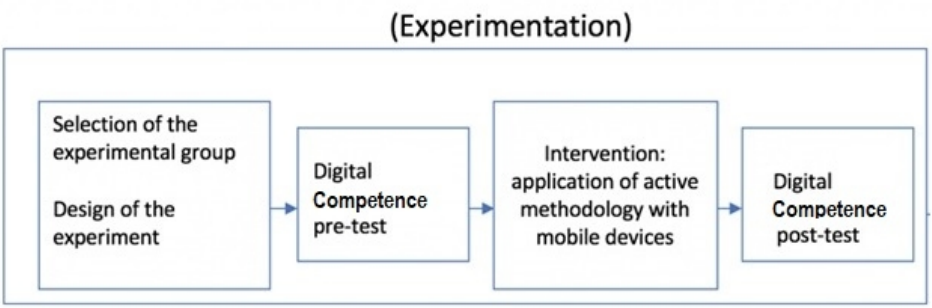 (Experimentation)
Selection of the
experimental group
Design of the
experiment
Digital
Competence
pre-test
Intervention:
application of active
methodology with
mobile devices
Digital
Competence
post-test